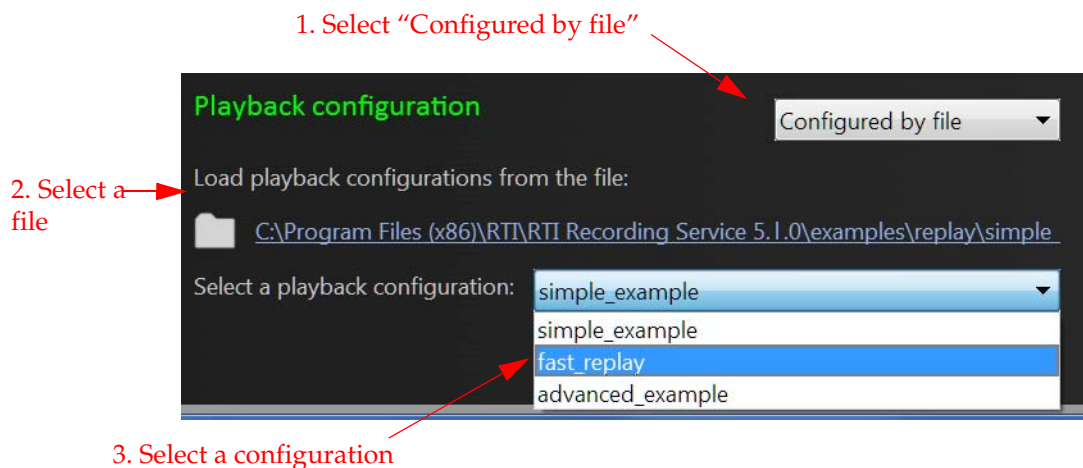 1. Select “Configured by file”
Playback configuration
Configured by file
2. Select a
file
Load playback configurations from the file:
C:\Program Files (x86)\RTI\RTI Recording Service 5.1.0\examples\replay\simple_
Select a playback configuration:
simple_example
simple_example
fast_replay
advanced_example
3. Select a configuration